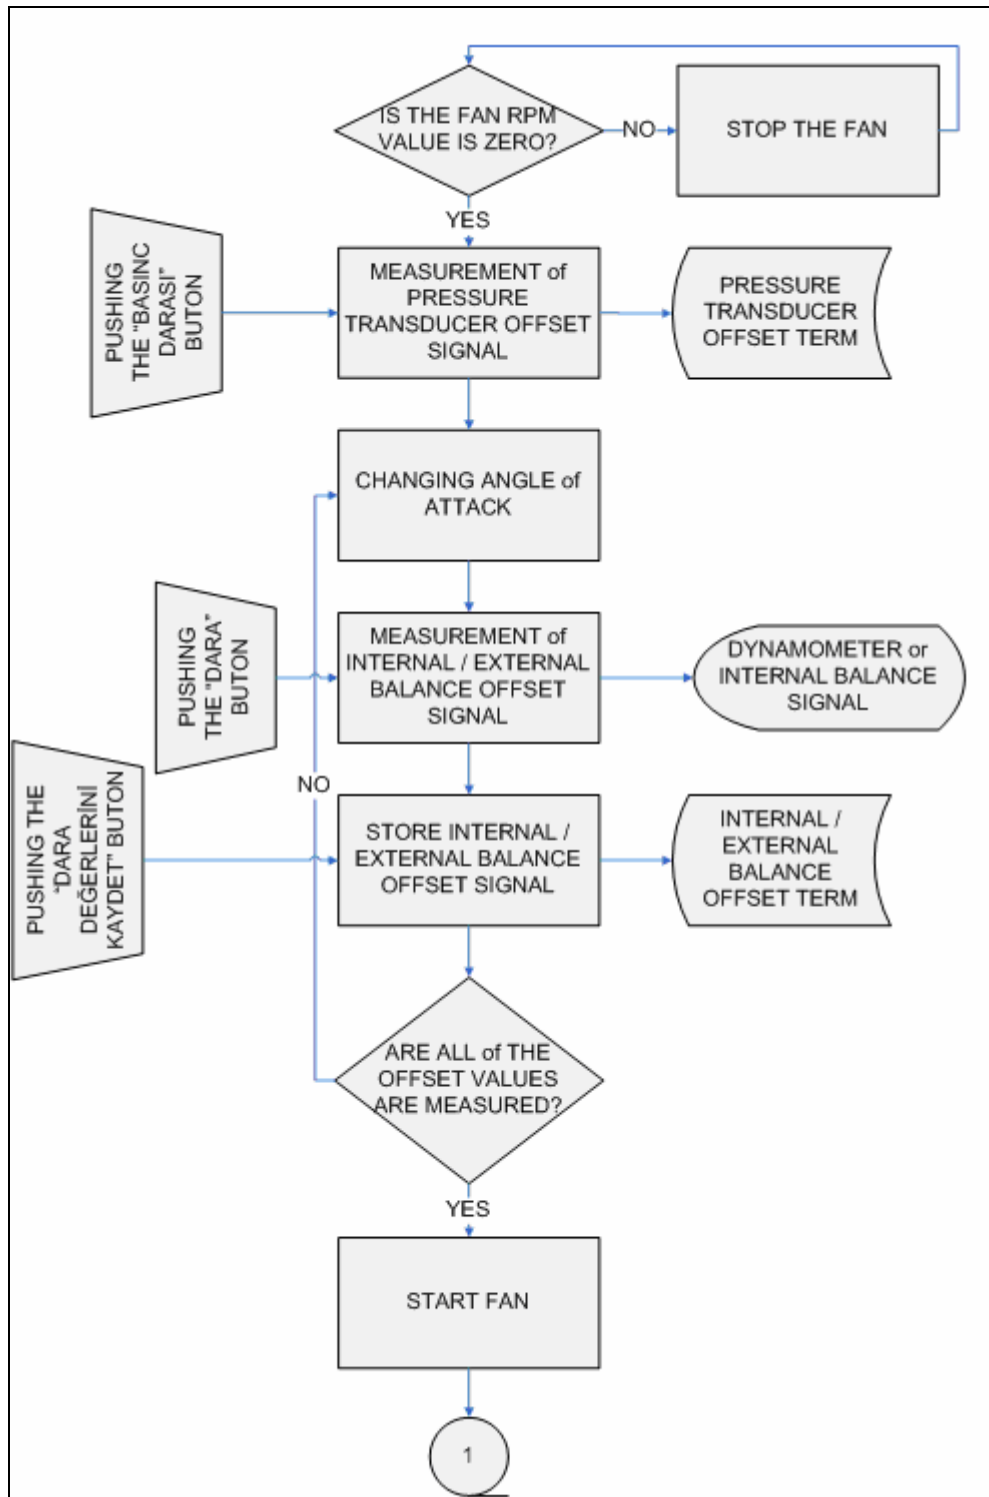 IS THE FAN RPM
VALUE IS ZERO?
NO
STOP THE FAN
YES
PUSHING
THE “BASINC
DARASI”
BUTON
MEASUREMENT of
PRESSURE
TRANSDUCER OFFSET
SIGNAL
PRESSURE
TRANSDUCER
OFFSET TERM
CHANGING ANGLE of
ATTACK
PUSHING
THE “DARA”
BUTON
MEASUREMENT of
INTERNAL / EXTERNAL
BALANCE OFFSET
SIGNAL
DYNAMOMETER or
INTERNAL BALANCE
SIGNAL
NO
PUSHING THE
“DARA
DEĞERLERİNİ
KAYDET” BUTON
STORE INTERNAL /
EXTERNAL BALANCE
OFFSET SIGNAL
INTERNAL /
EXTERNAL
BALANCE
OFFSET TERM
ARE ALL of THE
OFFSET VALUES
ARE MEASURED?
YES
START FAN
1